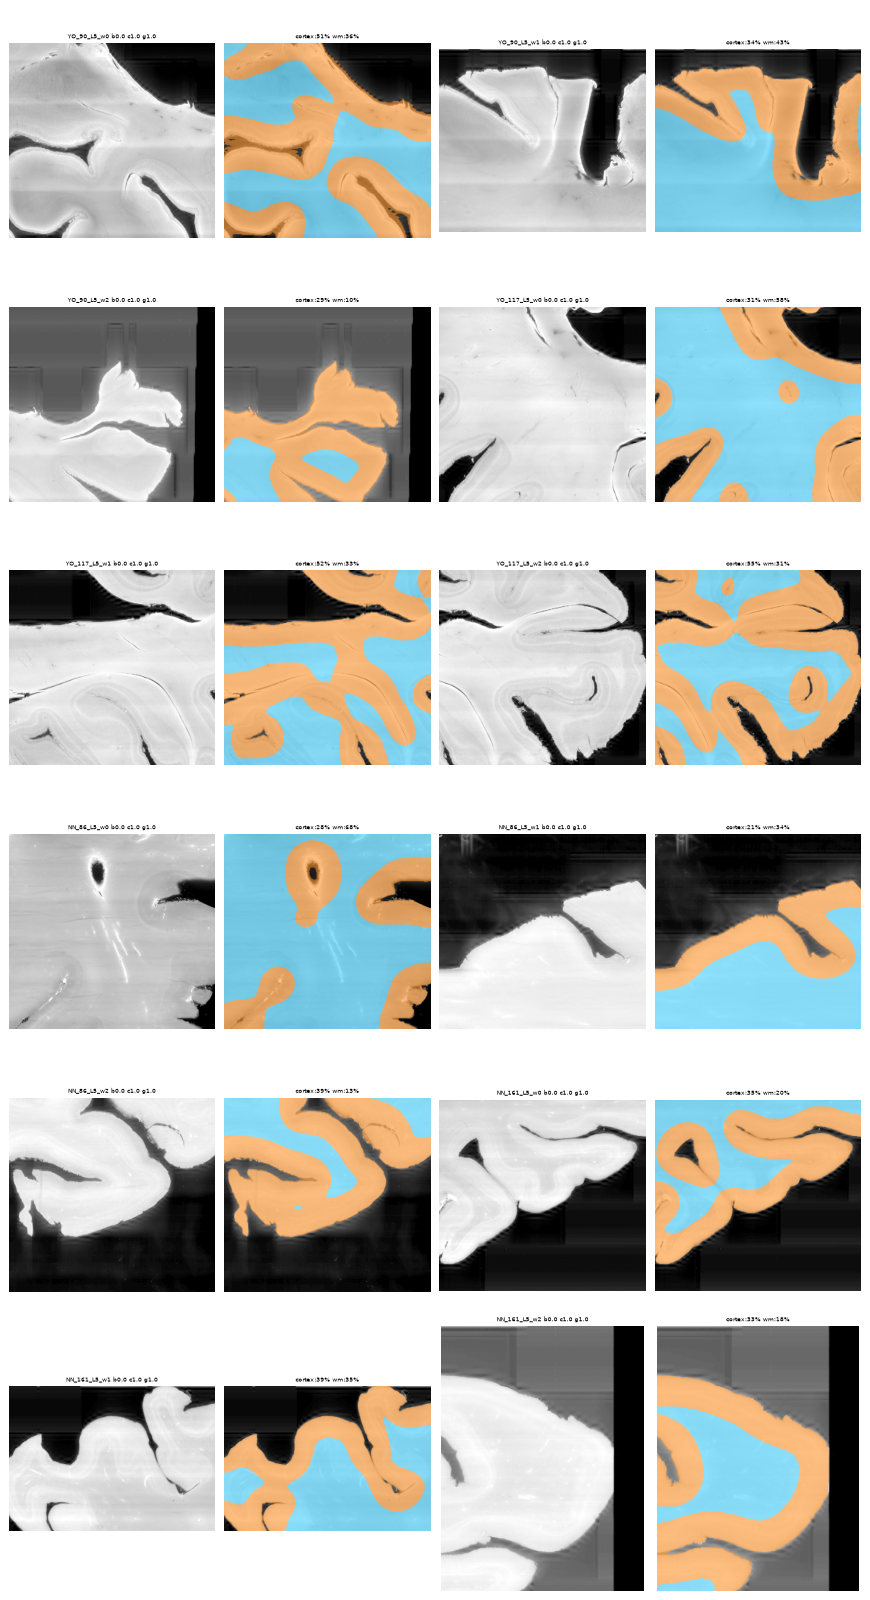 YO_90_L5_w0 b0.0 c1.0 g1.0
cortex:51% wm:36%
YO_90_L5_w1 b0.0 c1.0 g1.0
cortex:34% wm:43%
YO_90_L5_w2 b0.0 c1.0 g1.0
cortex:29% wm:10%
YO_117_L5_w0 b0.0 c1.0 g1.0
cortex:31% wm:58%
YO_117_L5_w1 b0.0 c1.0 g1.0
cortex:52% wm:33%
YO_117_L5_w2 b0.0 c1.0 g1.0
cortex:55% wm:31%
NN_86_L5_w0 b0.0 c1.0 g1.0
cortex:28% wm:68%
NN_86_L5_w1 b0.0 c1.0 g1.0
cortex:21% wm:34%
NN_86_L5_w2 b0.0 c1.0 g1.0
cortex:39% wm:13%
NN_161_L5_w0 b0.0 c1.0 g1.0
cortex:35% wm:20%
NN_161_L5_w2 b0.0 c1.0 g1.0
cortex:33% wm:18%
NN_161_L5_w1 b0.0 c1.0 g1.0
cortex:39% wm:35%